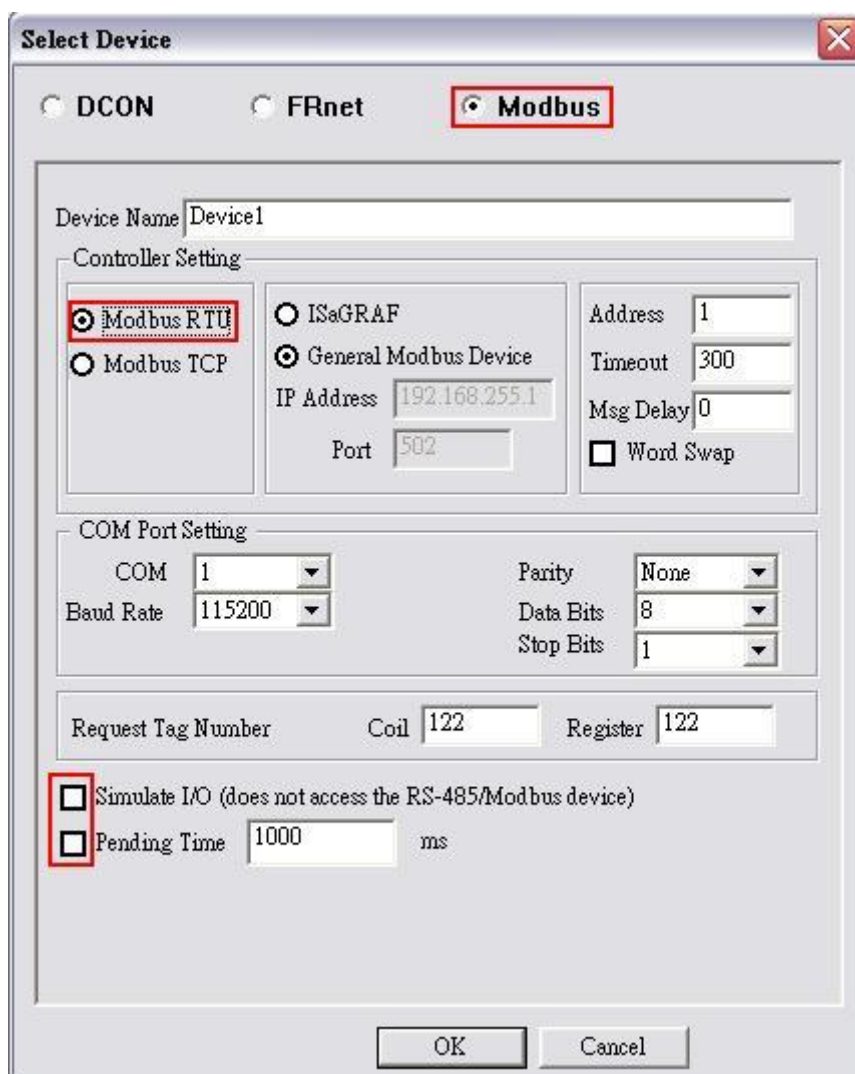 Select Device
DCON FRnet Modbus
Device Name Device1
Controller Setting
Modbus RTU
Modbus TCP
ISaGRAF
General Modbus Device
IP Address 192.168.255.1
Port 502
Address 1
Timeout 300
Msg Delay 0
Word Swap
COM Port Setting
COM 1
Baud Rate 115200
Parity None
Data Bits 8
Stop Bits 1
Request Tag Number Coil 122 Register 122
Simulate I/O (does not access the RS-485/Modbus device)
Pending Time 1000 ms
OK Cancel